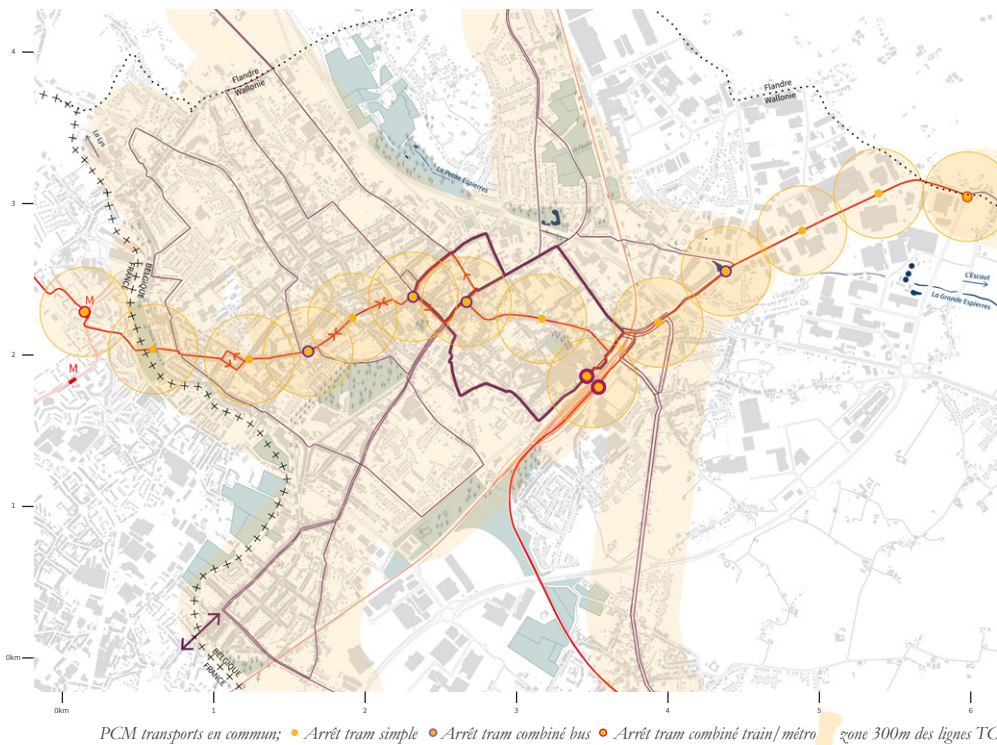 4
3
2
1
0km
Flandre
Wallonie
La Lys
La Petite Espierres
Flandre
Wallonie
BELGIQUE
FRANCE
M
M
L'Escaut
La Grande Espierres
BELGIQUE
FRANCE
0km 1 2 3 4 5 6
PCM transports en commun; Arrêt tram simple Arrêt tram combiné bus Arrêt tram combiné train/métro zone 300m des lignes TC